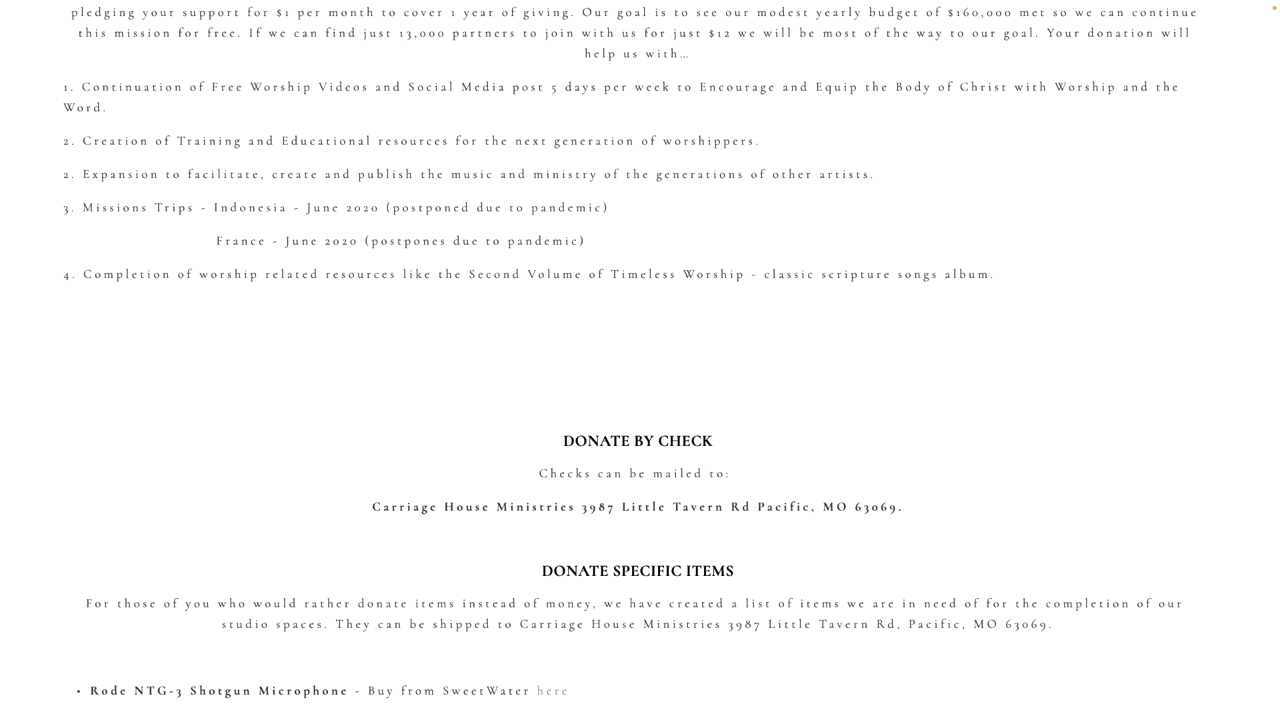 pledging your support for $1 per month to cover 1 year of giving. Our goal is to see our modest yearly budget of $160,000 met so we can continue
this mission for free. If we can find just 13,000 partners to join with us for just $12 we will be most of the way to our goal. Your donation will
help us with…
1. Continuation of Free Worship Videos and Social Media post 5 days per week to Encourage and Equip the Body of Christ with Worship and the
Word.
2. Creation of Training and Educational resources for the next generation of worshippers.
2. Expansion to facilitate, create and publish the music and ministry of the generations of other artists.
3. Missions Trips - Indonesia - June 2020 (postponed due to pandemic)
France - June 2020 (postpones due to pandemic)
4. Completion of worship related resources like the Second Volume of Timeless Worship - classic scripture songs album.
DONATE BY CHECK
Checks can be mailed to:
Carriage House Ministries 3987 Little Tavern Rd Pacific, MO 63069.
DONATE SPECIFIC ITEMS
For those of you who would rather donate items instead of money, we have created a list of items we are in need of for the completion of our
studio spaces. They can be shipped to Carriage House Ministries 3987 Little Tavern Rd, Pacific, MO 63069.
• Rode NTG-3 Shotgun Microphone - Buy from SweetWater here